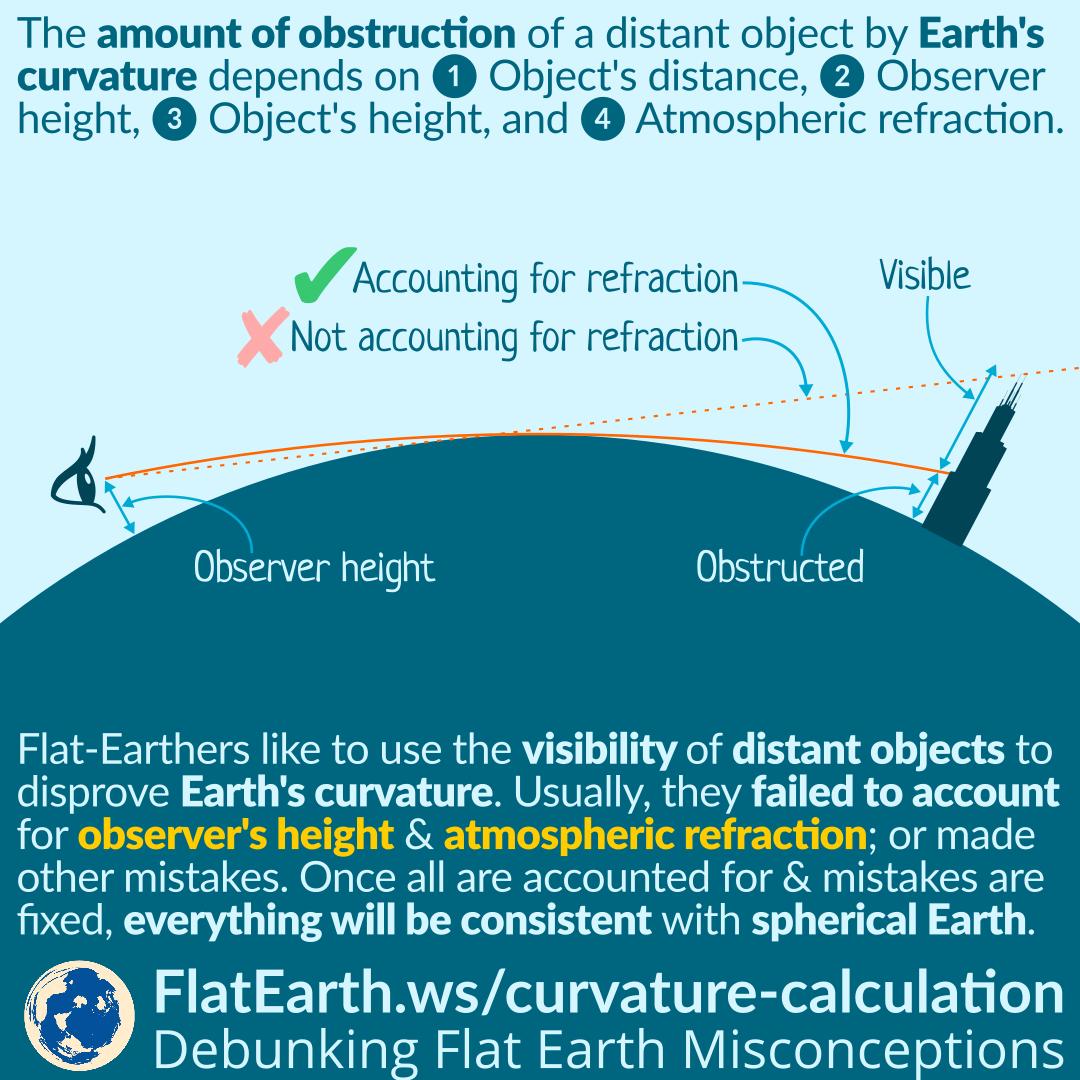 The amount of obstruction of a distant object by Earth's
curvature depends on 1 Object's distance, 2 Observer
height, 3 Object's height, and 4 Atmospheric refraction.
Accounting for refraction
Visible
Not accounting for refraction
Observer height
Obstructed
Flat-Earthers like to use the visibility of distant objects to
disprove Earth's curvature. Usually, they failed to account
for observer's height & atmospheric refraction; or made
other mistakes. Once all are accounted for & mistakes are
fixed, everything will be consistent with spherical Earth.
FlatEarth.ws/curvature-calculation
Debunking Flat Earth Misconceptions